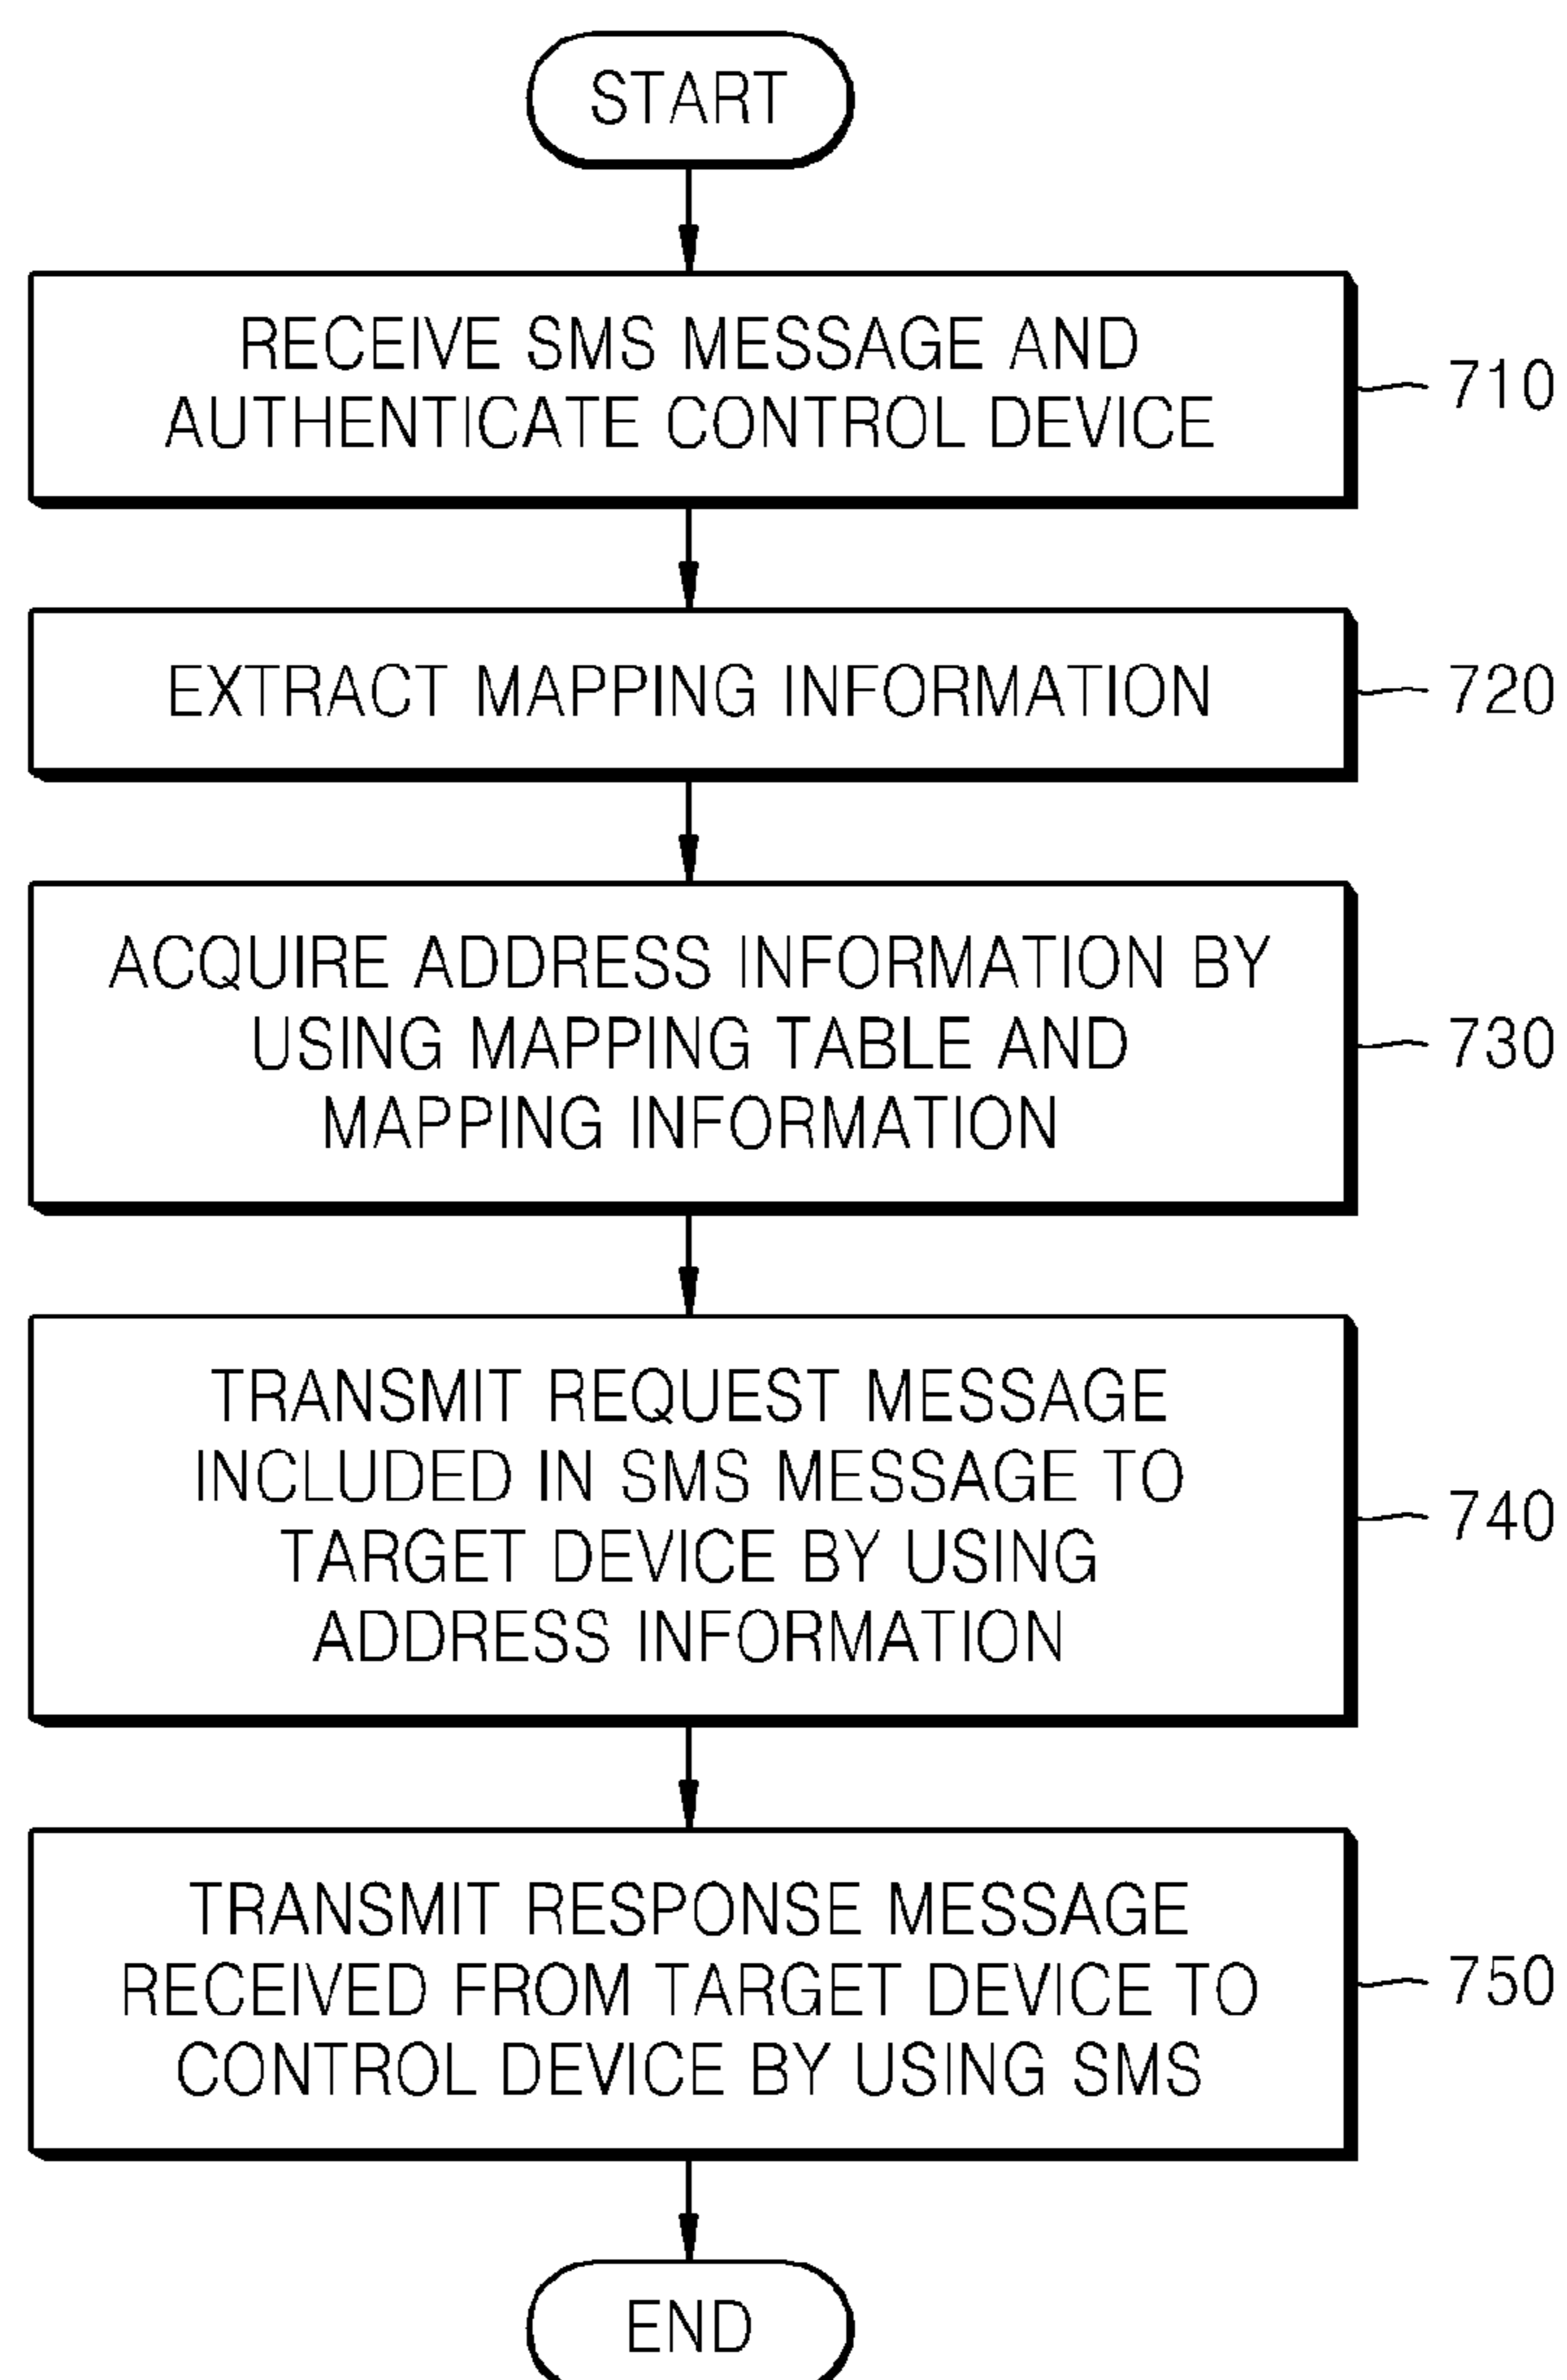 START
RECEIVE SMS MESSAGE AND
AUTHENTICATE CONTROL DEVICE
710
EXTRACT MAPPING INFORMATION
720
ACQUIRE ADDRESS INFORMATION BY
USING MAPPING TABLE AND
MAPPING INFORMATION
730
TRANSMIT REQUEST MESSAGE
INCLUDED IN SMS MESSAGE TO
TARGET DEVICE BY USING
ADDRESS INFORMATION
740
TRANSMIT RESPONSE MESSAGE
RECEIVED FROM TARGET DEVICE TO
CONTROL DEVICE BY USING SMS
750
END